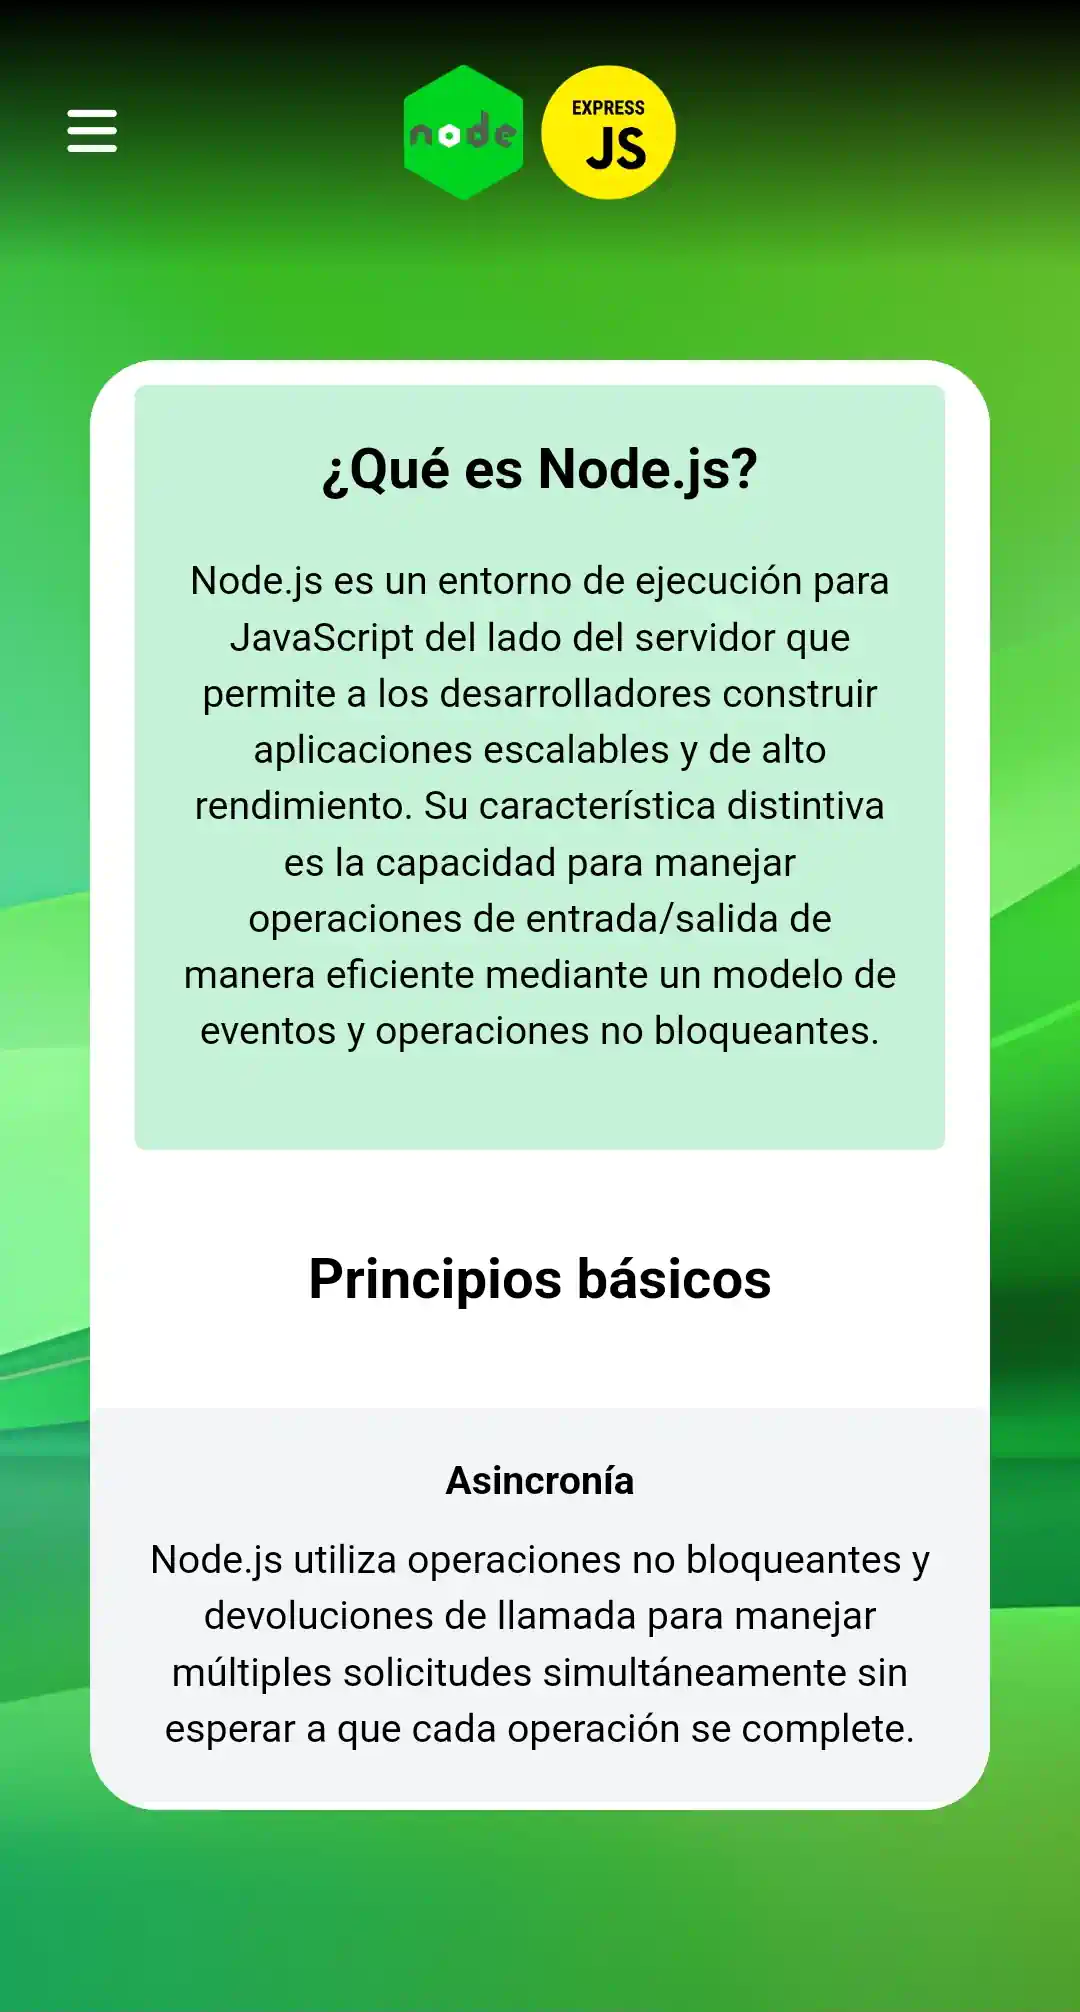 node
EXPRESS
JS
¿Qué es Node.js?
Node.js es un entorno de ejecución para
JavaScript del lado del servidor que
permite a los desarrolladores construir
aplicaciones escalables y de alto
rendimiento. Su característica distintiva
es la capacidad para manejar
operaciones de entrada/salida de
manera eficiente mediante un modelo de
eventos y operaciones no bloqueantes.
Principios básicos
Asincronía
Node.js utiliza operaciones no bloqueantes y
devoluciones de llamada para manejar
múltiples solicitudes simultáneamente sin
esperar a que cada operación se complete.